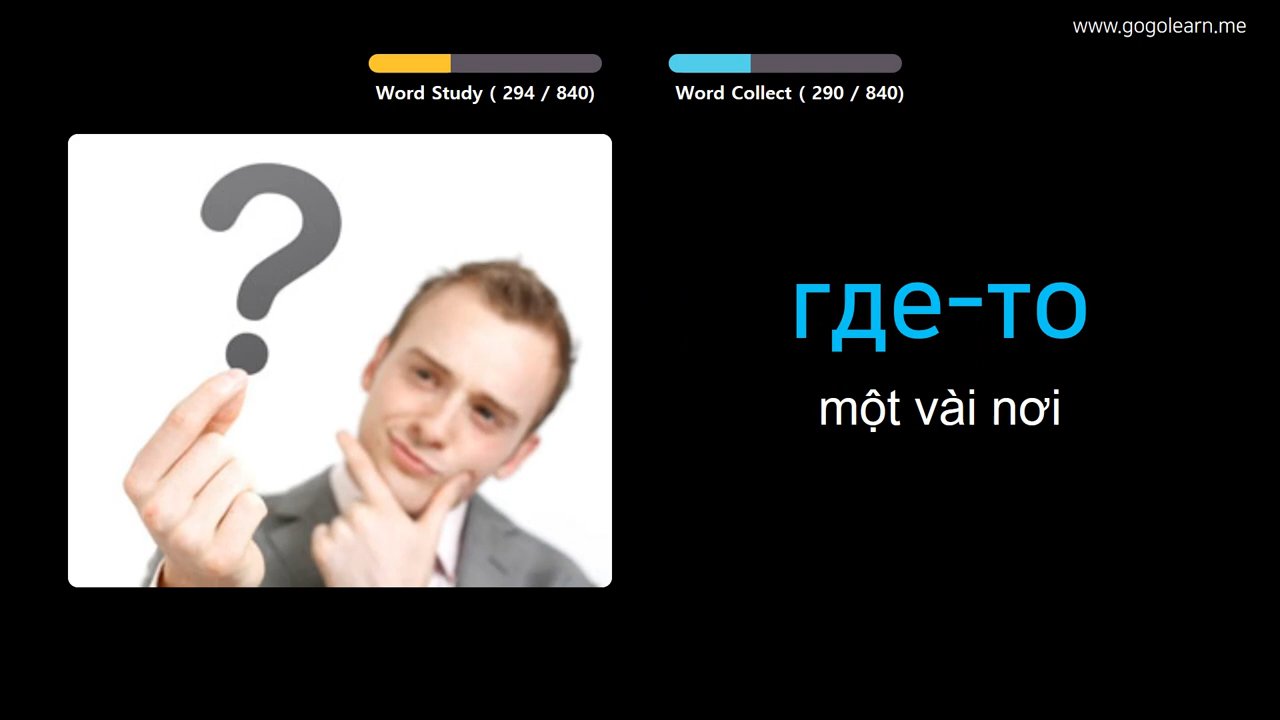 www.gogolearn.me
Word Study ( 294 / 840)
Word Collect ( 290 / 840)
где-то
một vài nơi